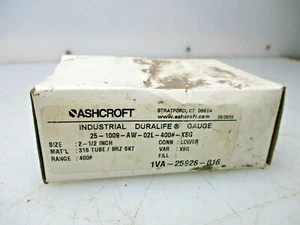 ASHCROFT
STRATFORD, CT 06614
www.ashcroft.com
INDUSTRIAL DURALIFE® GAUGE
25-1009-AW-02L-400#-XSG
SIZE : 2-1/2 INCH
CONN : LOWER
MAT'L : 316 TUBE / BRZ SKT
VAR : XSG
RANGE : 400#
FILL :
1VA-25926-016